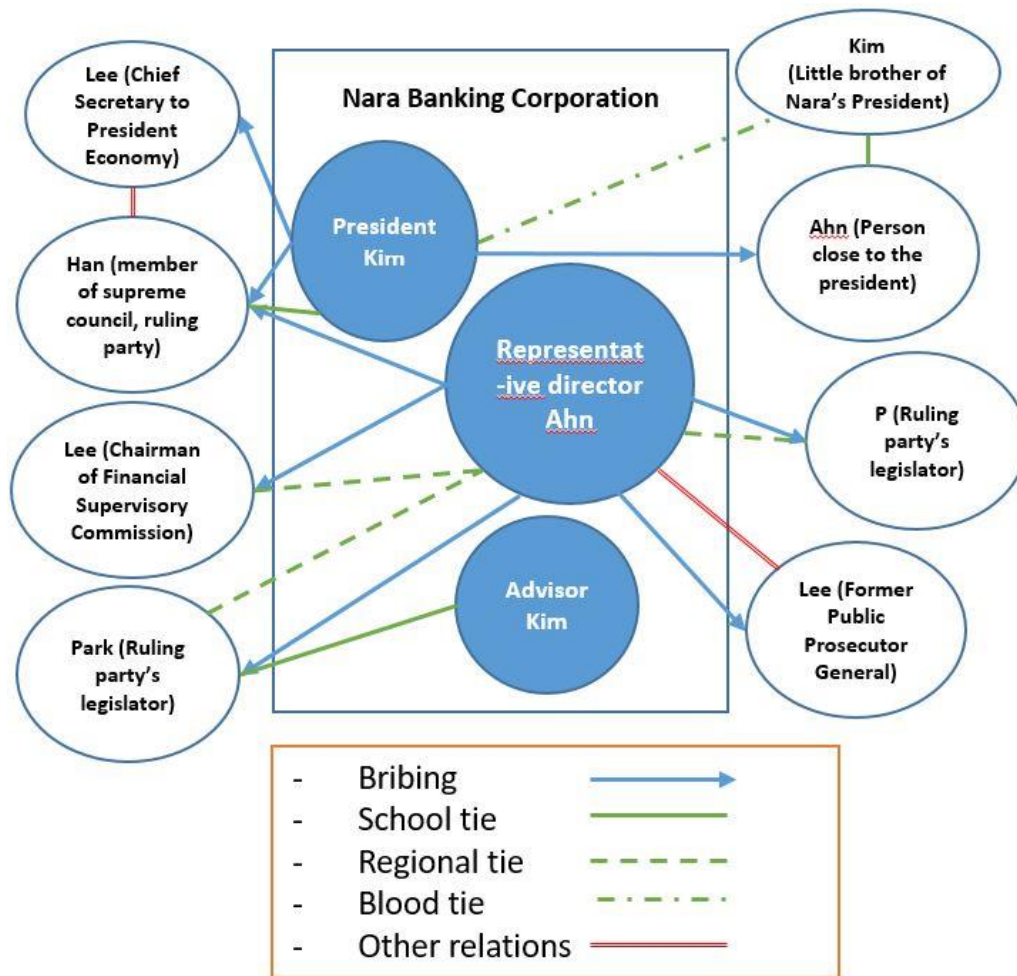 Nara Banking Corporation
Lee (Chief
Secretary to
President
Economy)
Kim
(Little brother of
Nara's President)
President
Kim
Han (member
of supreme
council, ruling
party)
Ahn (Person
close to the
president)
Representat
-ive director
Ahn
Lee (Chairman
of Financial
Supervisory
Commission)
P (Ruling
party's
legislator)
Advisor
Kim
Park (Ruling
party's
legislator)
Lee (Former
Public
Prosecutor
General)
- Bribing
- School tie
- Regional tie
- Blood tie
- Other relations